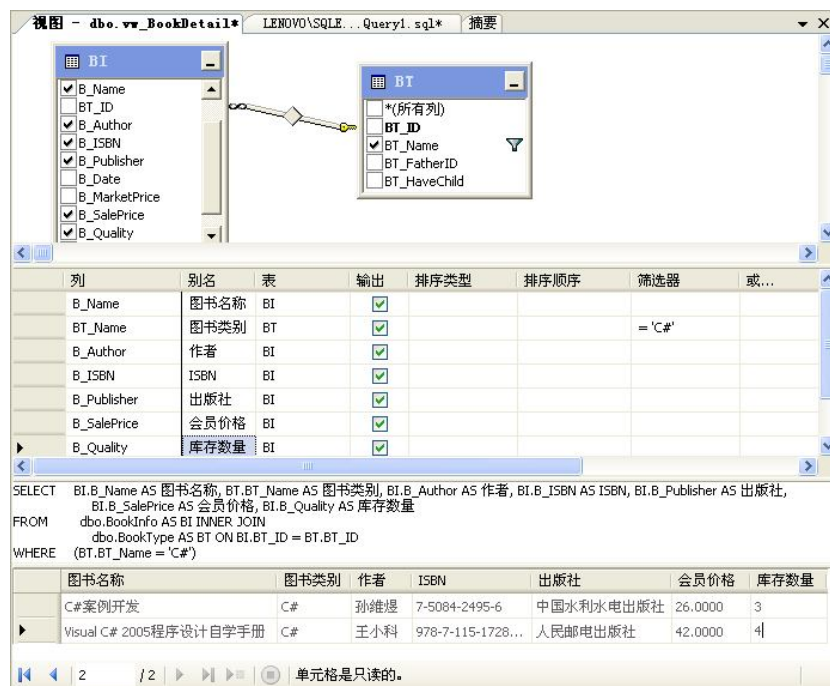 视图 - dbo.vw_BookDetail* LENOVO\SQLE...Query1.sql* 摘要
BI
B_Name
BT_ID
B_Author
B_ISBN
B_Publisher
B_Date
B_MarketPrice
B_SalePrice
B_Quality
BT
*(所有列)
BT_ID
BT_Name
BT_FatherID
BT_HaveChild
列 别名 表 输出 排序类型 排序顺序 筛选器 或...
B_Name 图书名称 BI
BT_Name 图书类别 BT = 'C#'
B_Author 作者 BI
B_ISBN ISBN BI
B_Publisher 出版社 BI
B_SalePrice 会员价格 BI
B_Quality 库存数量 BI
SELECT BI.B_Name AS 图书名称, BT.BT_Name AS 图书类别, BI.B_Author AS 作者, BI.B_ISBN AS ISBN, BI.B_Publisher AS 出版社,
BI.B_SalePrice AS 会员价格, BI.B_Quality AS 库存数量
FROM dbo.BookInfo AS BI INNER JOIN
dbo.BookType AS BT ON BI.BT_ID = BT.BT_ID
WHERE (BT.BT_Name = 'C#')
图书名称 图书类别 作者 ISBN 出版社 会员价格 库存数量
C#案例开发 C# 孙维煜 7-5084-2495-6 中国水利水电出版社 26.0000 3
Visual C# 2005程序设计自学手册 C# 王小科 978-7-115-1728... 人民邮电出版社 42.0000 4
2 / 2 单元格是只读的。